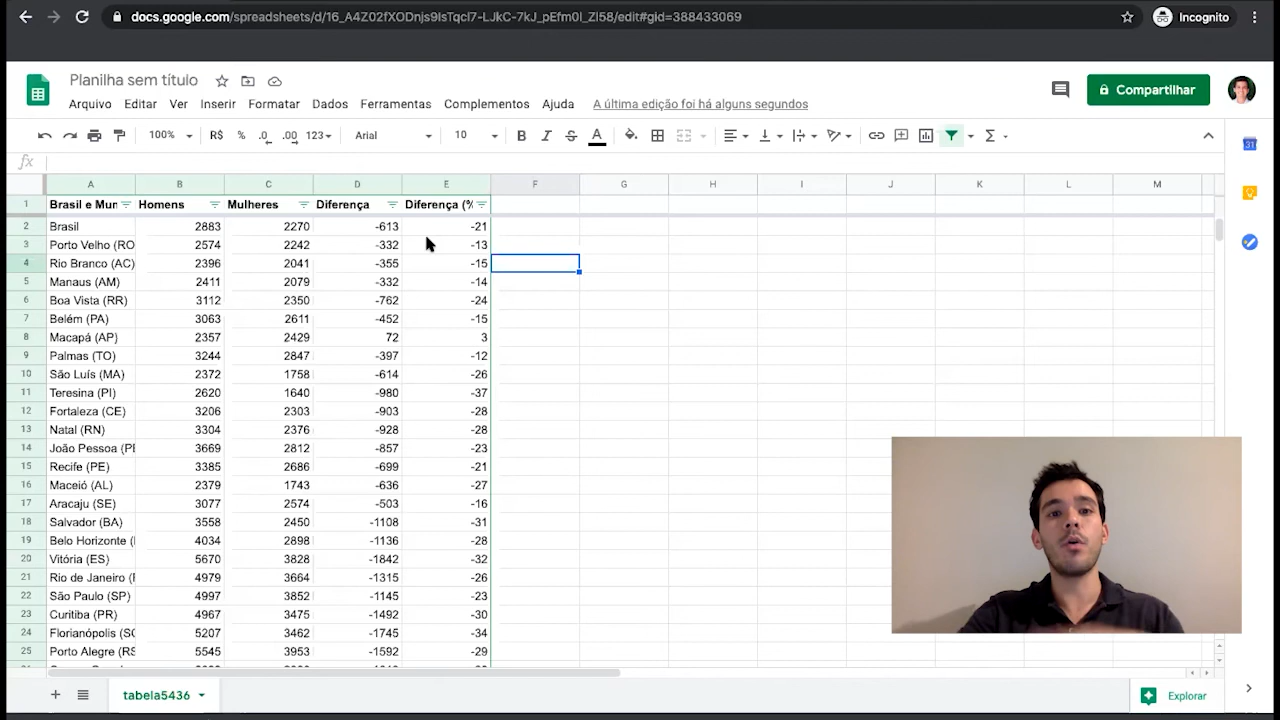 docs.google.com/spreadsheets/d/16_A4Z02fXODnjs9IsTqcI7-LJkC-7kJ_pEfm0l_Zl58/edit#gid=388433069
Incognito
Planilha sem título
Arquivo Editar Ver Inserir Formatar Dados Ferramentas Complementos Ajuda A última edição foi há alguns segundos
Compartilhar
100% R$ % .0 .00 123 Arial 10 B I S A
fx
A B C D E F G H I J K L M
1 Brasil e Mun Homens Mulheres Diferença Diferença (%
2 Brasil 2883 2270 -613 -21
3 Porto Velho (RO 2574 2242 -332 -13
4 Rio Branco (AC) 2396 2041 -355 -15
5 Manaus (AM) 2411 2079 -332 -14
6 Boa Vista (RR) 3112 2350 -762 -24
7 Belém (PA) 3063 2611 -452 -15
8 Macapá (AP) 2357 2429 72 3
9 Palmas (TO) 3244 2847 -397 -12
10 São Luís (MA) 2372 1758 -614 -26
11 Teresina (PI) 2620 1640 -980 -37
12 Fortaleza (CE) 3206 2303 -903 -28
13 Natal (RN) 3304 2376 -928 -28
14 João Pessoa (P 3669 2812 -857 -23
15 Recife (PE) 3385 2686 -699 -21
16 Maceió (AL) 2379 1743 -636 -27
17 Aracaju (SE) 3077 2574 -503 -16
18 Salvador (BA) 3558 2450 -1108 -31
19 Belo Horizonte ( 4034 2898 -1136 -28
20 Vitória (ES) 5670 3828 -1842 -32
21 Rio de Janeiro ( 4979 3664 -1315 -26
22 São Paulo (SP) 4997 3852 -1145 -23
23 Curitiba (PR) 4967 3475 -1492 -30
24 Florianópolis (SC 5207 3462 -1745 -34
25 Porto Alegre (RS 5545 3953 -1592 -29
tabela5436
Explorar
31